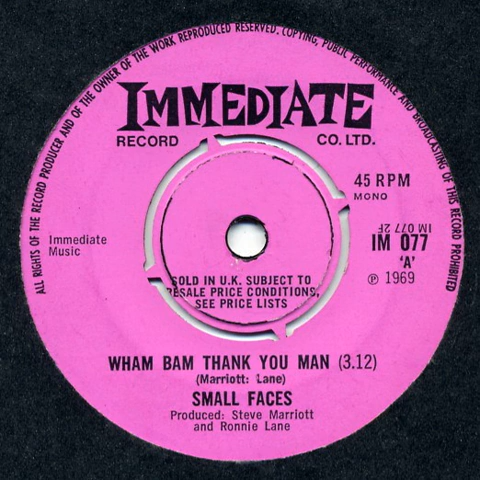 ALL RIGHTS OF THE RECORD PRODUCER AND OF THE OWNER OF THE WORK REPRODUCED RESERVED. COPYING, PUBLIC PERFORMANCE AND BROADCASTING OF THIS RECORD PROHIBITED
IMMEDIATE
RECORD CO. LTD.
45 RPM
MONO
IM 077 2F
Immediate
Music
IM 077
'A'
℗ 1969
SOLD IN U.K. SUBJECT TO
RESALE PRICE CONDITIONS,
SEE PRICE LISTS
WHAM BAM THANK YOU MAN (3.12)
(Marriott: Lane)
SMALL FACES
Produced: Steve Marriott
and Ronnie Lane